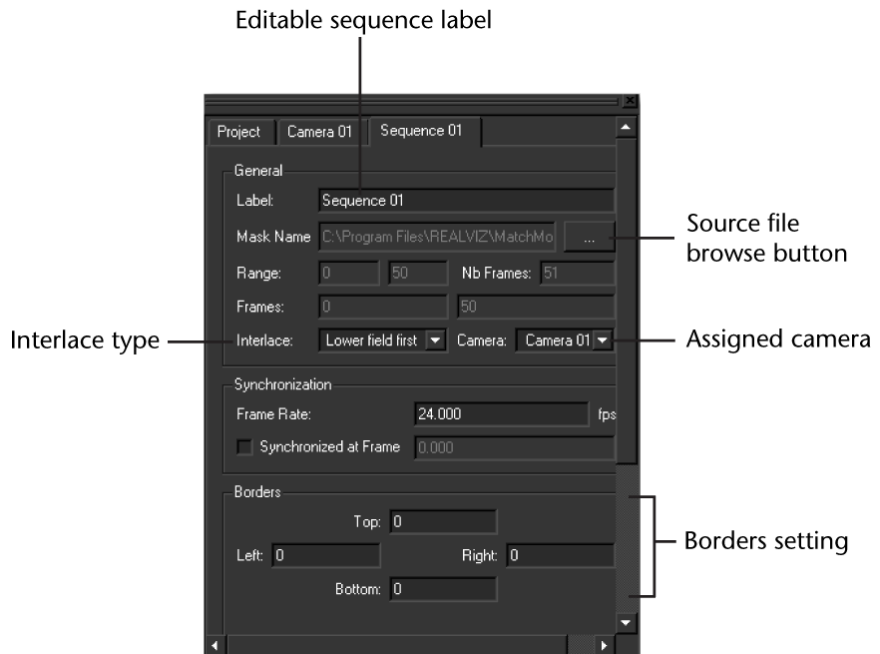 Editable sequence label
Project Camera 01 Sequence 01
General
Label: Sequence 01
Mask Name C:\Program Files\REALVIZ\MatchMo ...
Source file
browse button
Range: 0 50 Nb Frames: 51
Frames: 0 50
Interlace type
Interlace: Lower field first Camera: Camera 01
Assigned camera
Synchronization
Frame Rate: 24.000 fps
Synchronized at Frame 0.000
Borders
Top: 0
Left: 0 Right: 0
Bottom: 0
Borders setting